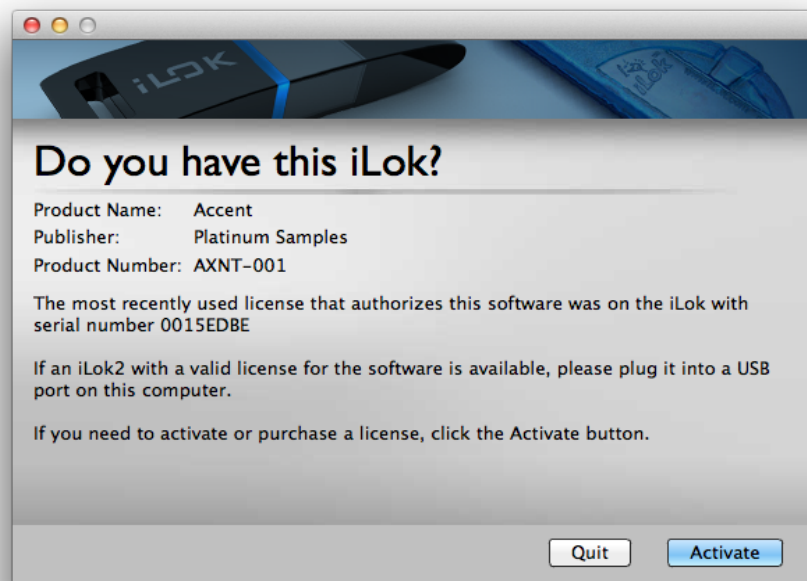 iLOK
iLok
Do you have this iLok?
Product Name: Accent
Publisher: Platinum Samples
Product Number: AXNT-001
The most recently used license that authorizes this software was on the iLok with
serial number 0015EDBE
If an iLok2 with a valid license for the software is available, please plug it into a USB
port on this computer.
If you need to activate or purchase a license, click the Activate button.
Quit
Activate